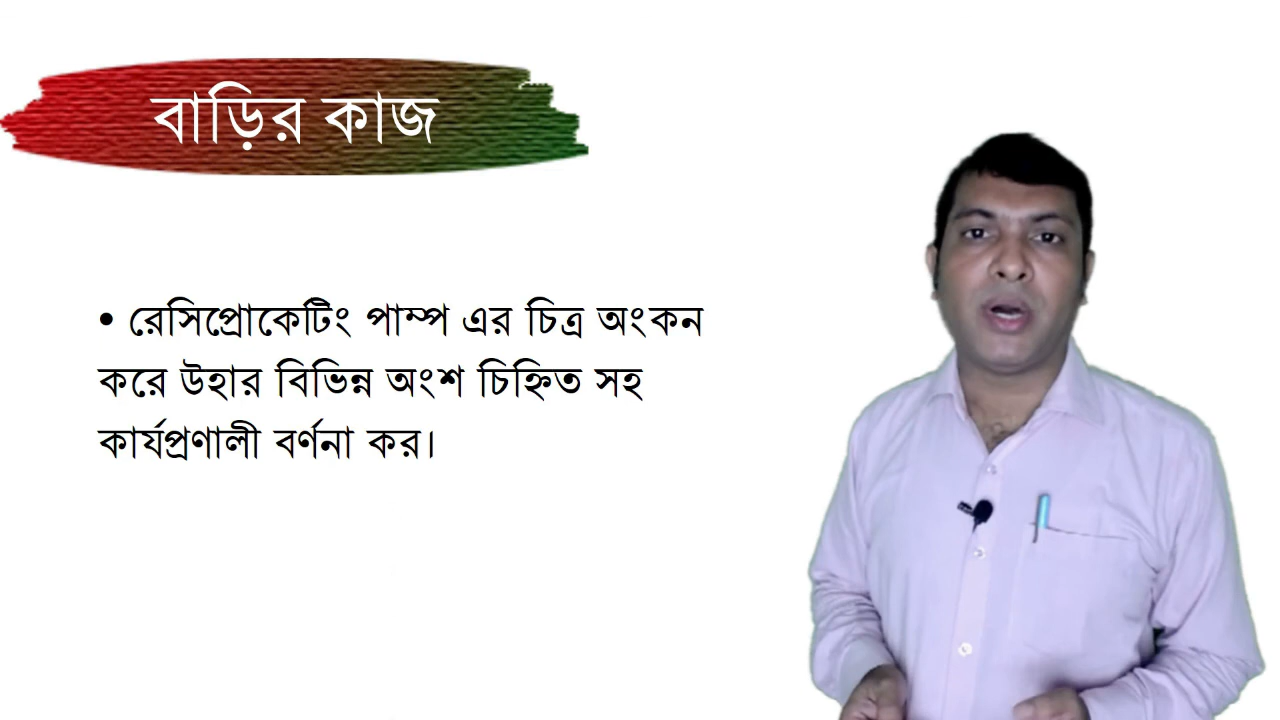 বাড়ির কাজ
• রেসিপ্রোকেটিং পাম্প এর চিত্র অংকন
করে উহার বিভিন্ন অংশ চিহ্নিত সহ
কার্যপ্রণালী বর্ণনা কর।